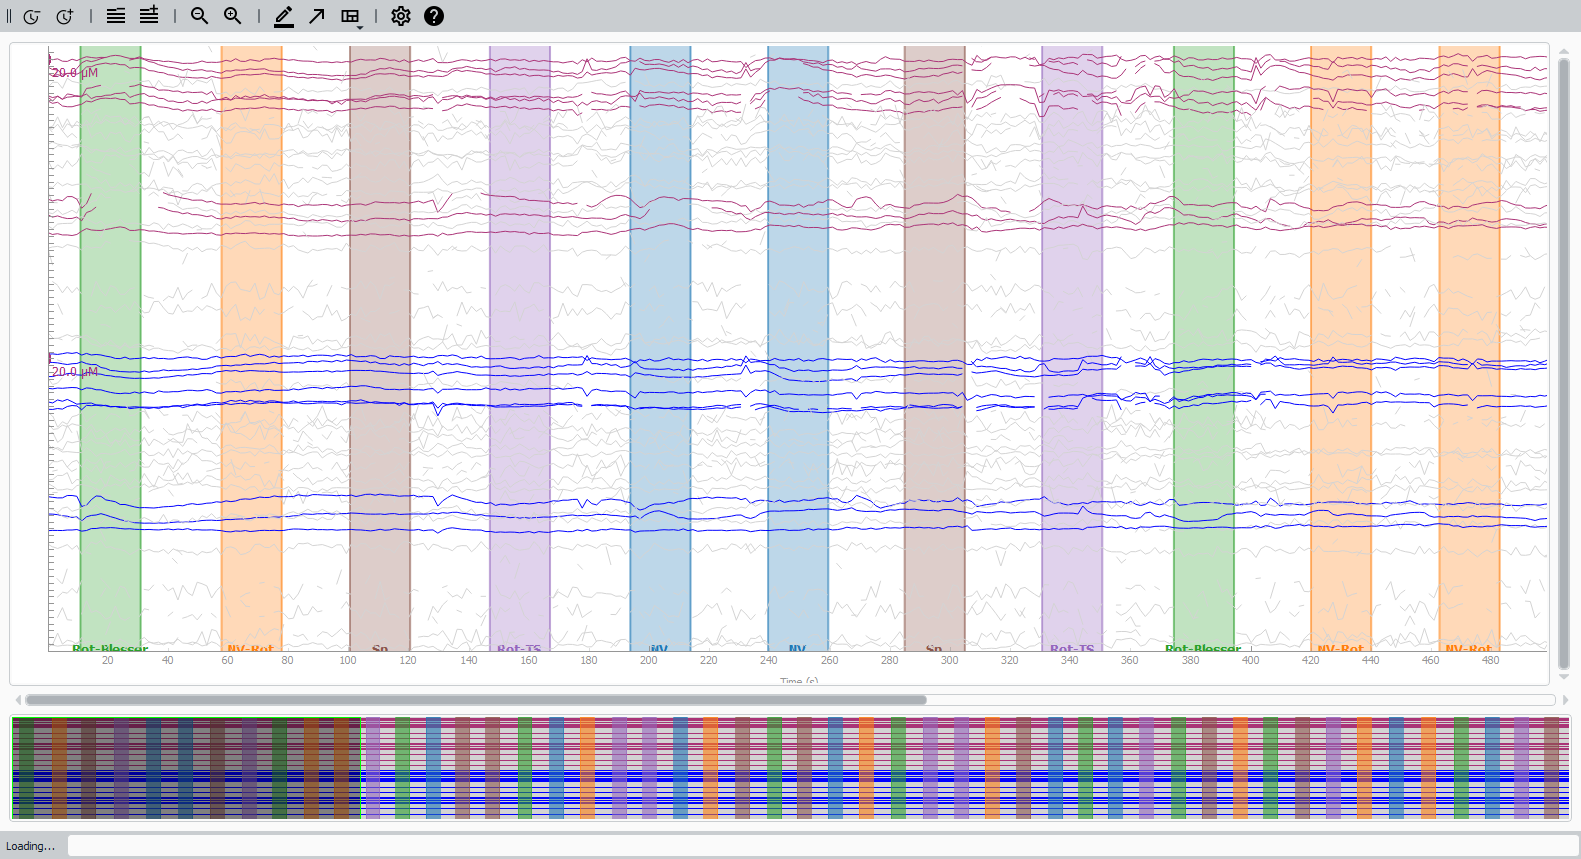 20.0 µM
20.0 µM
Rot-Blesser NV-Rot Sp Rot-TS NV NV Sp Rot-TS Rot-Blesser NV-Rot NV-Rot
20 40 60 80 100 120 140 160 180 200 220 240 260 280 300 320 340 360 380 400 420 440 460 480
Time (s)
Loading...